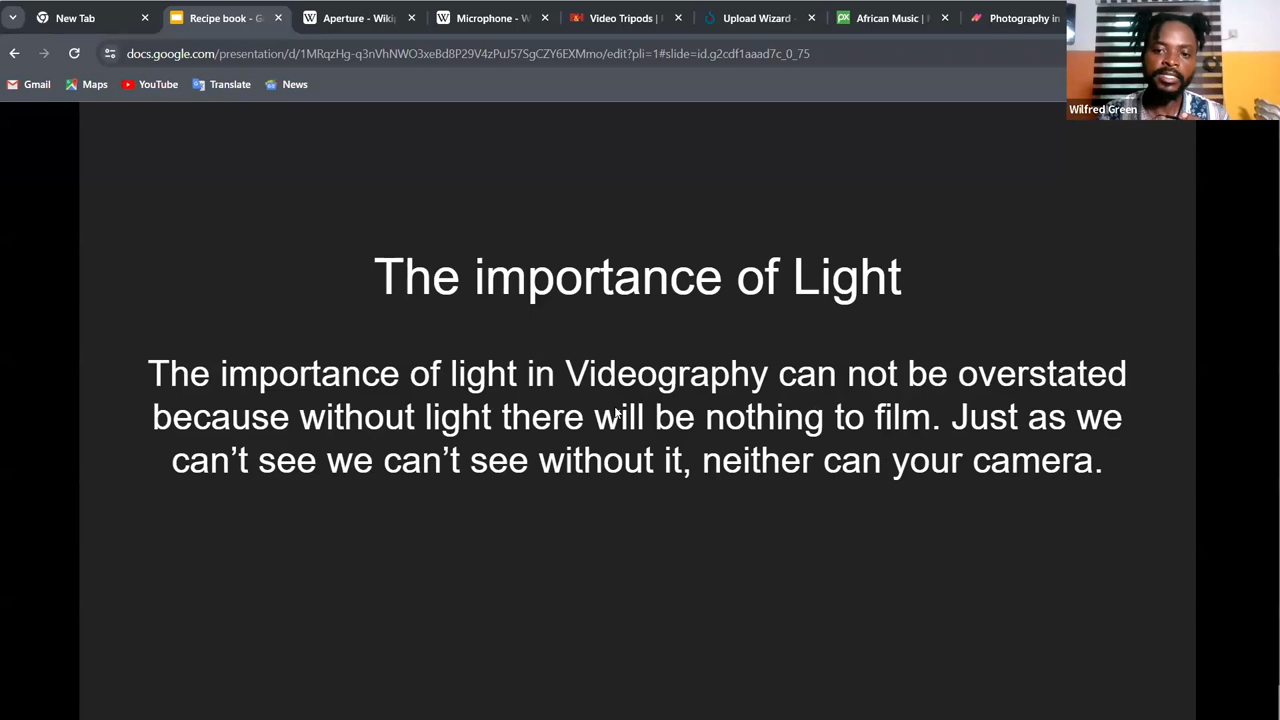 New Tab
Recipe book - G
Aperture - Wikip
Microphone - W
Video Tripods |
Upload Wizard -
African Music |
Photography in
docs.google.com/presentation/d/1MRqzHg-q3nVhNWO3xeBd8P29V4zPuJ57SgCZY6EXMmo/edit?pli=1#slide=id.g2cdf1aaad7c_0_75
Gmail
Maps
YouTube
Translate
News
Wilfred Green
The importance of Light
The importance of light in Videography can not be overstated
because without light there will be nothing to film. Just as we
can’t see we can’t see without it, neither can your camera.